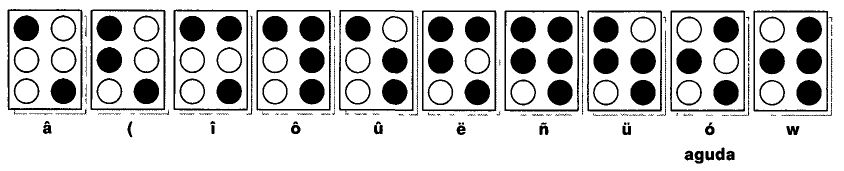 â ( î ô û ë ñ ü ó w
aguda